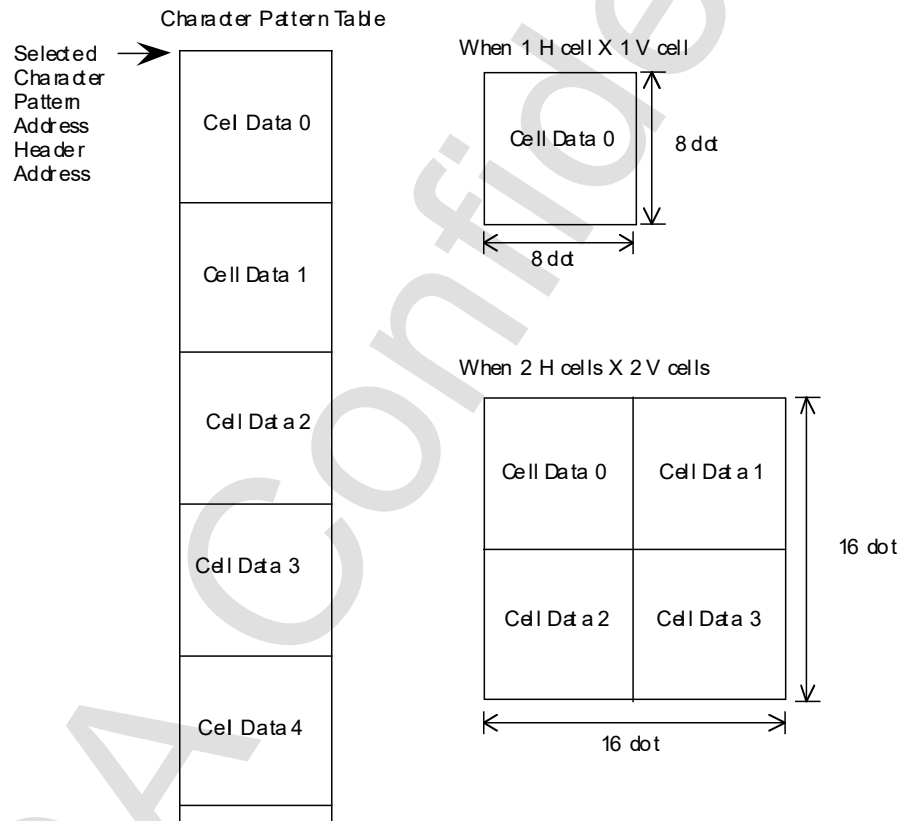 Character Pattern Table
Selected
Character
Pattern
Address
Header
Address
Cell Data 0
Cell Data 1
Cell Data 2
Cell Data 3
Cell Data 4
When 1 H cell X 1 V cell
Cell Data 0
8 dot
8 dot
When 2 H cells X 2 V cells
Cell Data 0
Cell Data 1
Cell Data 2
Cell Data 3
16 dot
16 dot